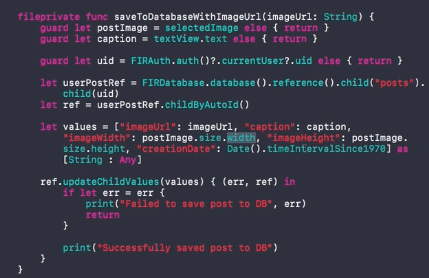 fileprivate func saveToDatabaseWithImageUrl(imageUrl: String) {
guard let postImage = selectedImage else { return }
guard let caption = textView.text else { return }
guard let uid = FIRAuth.auth()?.currentUser?.uid else { return }
let userPostRef = FIRDatabase.database().reference().child("posts").
child(uid)
let ref = userPostRef.childByAutoId()
let values = ["imageUrl": imageUrl, "caption": caption,
"imageWidth": postImage.size.width, "imageHeight": postImage.
size.height, "creationDate": Date().timeIntervalSince1970] as
[String : Any]
ref.updateChildValues(values) { (err, ref) in
if let err = err {
print("Failed to save post to DB", err)
return
}
print("Successfully saved post to DB")
}
}